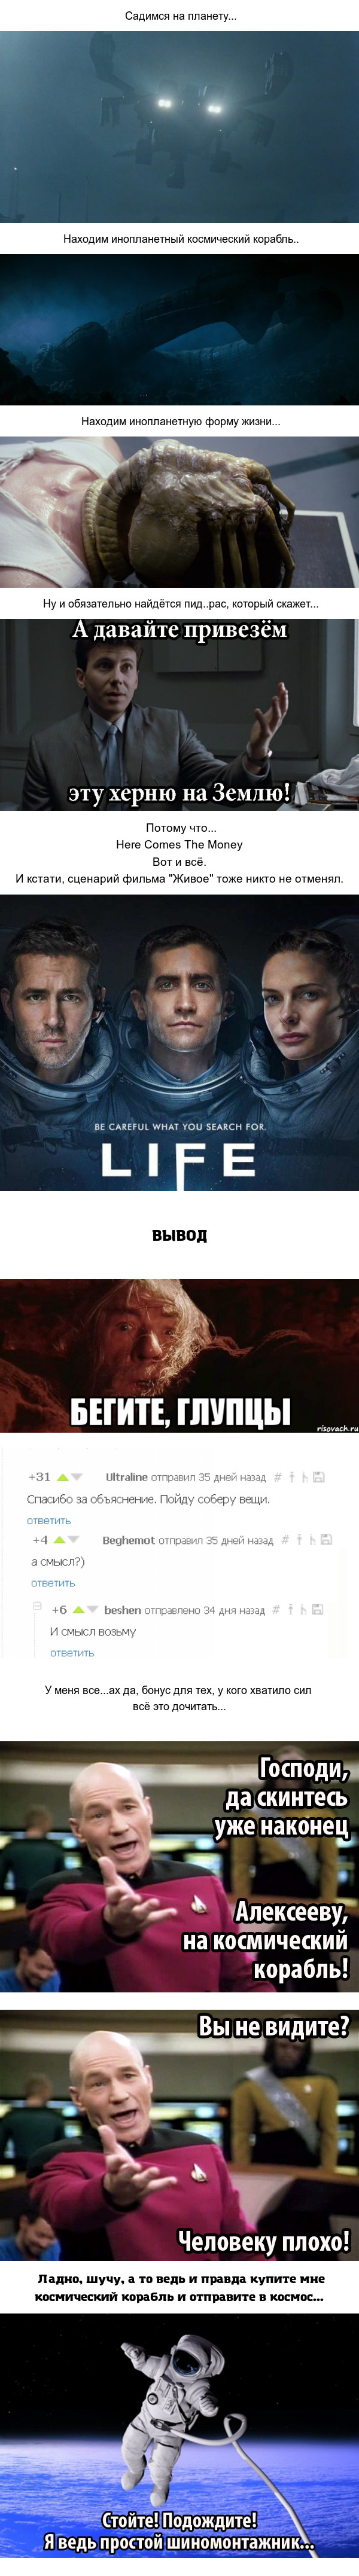 Садимся на планету...
Находим инопланетный космический корабль..
Находим инопланетную форму жизни...
Ну и обязательно найдётся пид..рас, который скажет...
А давайте привезём
эту херню на Землю!
Потому что...
Here Comes The Money
Вот и всё.
И кстати, сценарий фильма "Живое" тоже никто не отменял.
BE CAREFUL WHAT YOU SEARCH FOR.
LIFE
ВЫВОД
БЕГИТЕ, ГЛУПЦЫ
risovach.ru
+31 Ultraline отправил 35 дней назад #
Спасибо за объяснение. Пойду соберу вещи.
ответить
+4 Beghemot отправил 35 дней назад #
а смысл?)
ответить
+6 beshen отправлено 34 дня назад #
И смысл возьму
ответить
У меня все...ах да, бонус для тех, у кого хватило сил
всё это дочитать...
Господи,
да скинтесь
уже наконец
Алексееву,
на космический
корабль!
Вы не видите?
Человеку плохо!
Ладно, шучу, а то ведь и правда купите мне
космический корабль и отправите в космос...
Стойте! Подождите!
Я ведь простой шиномонтажник...